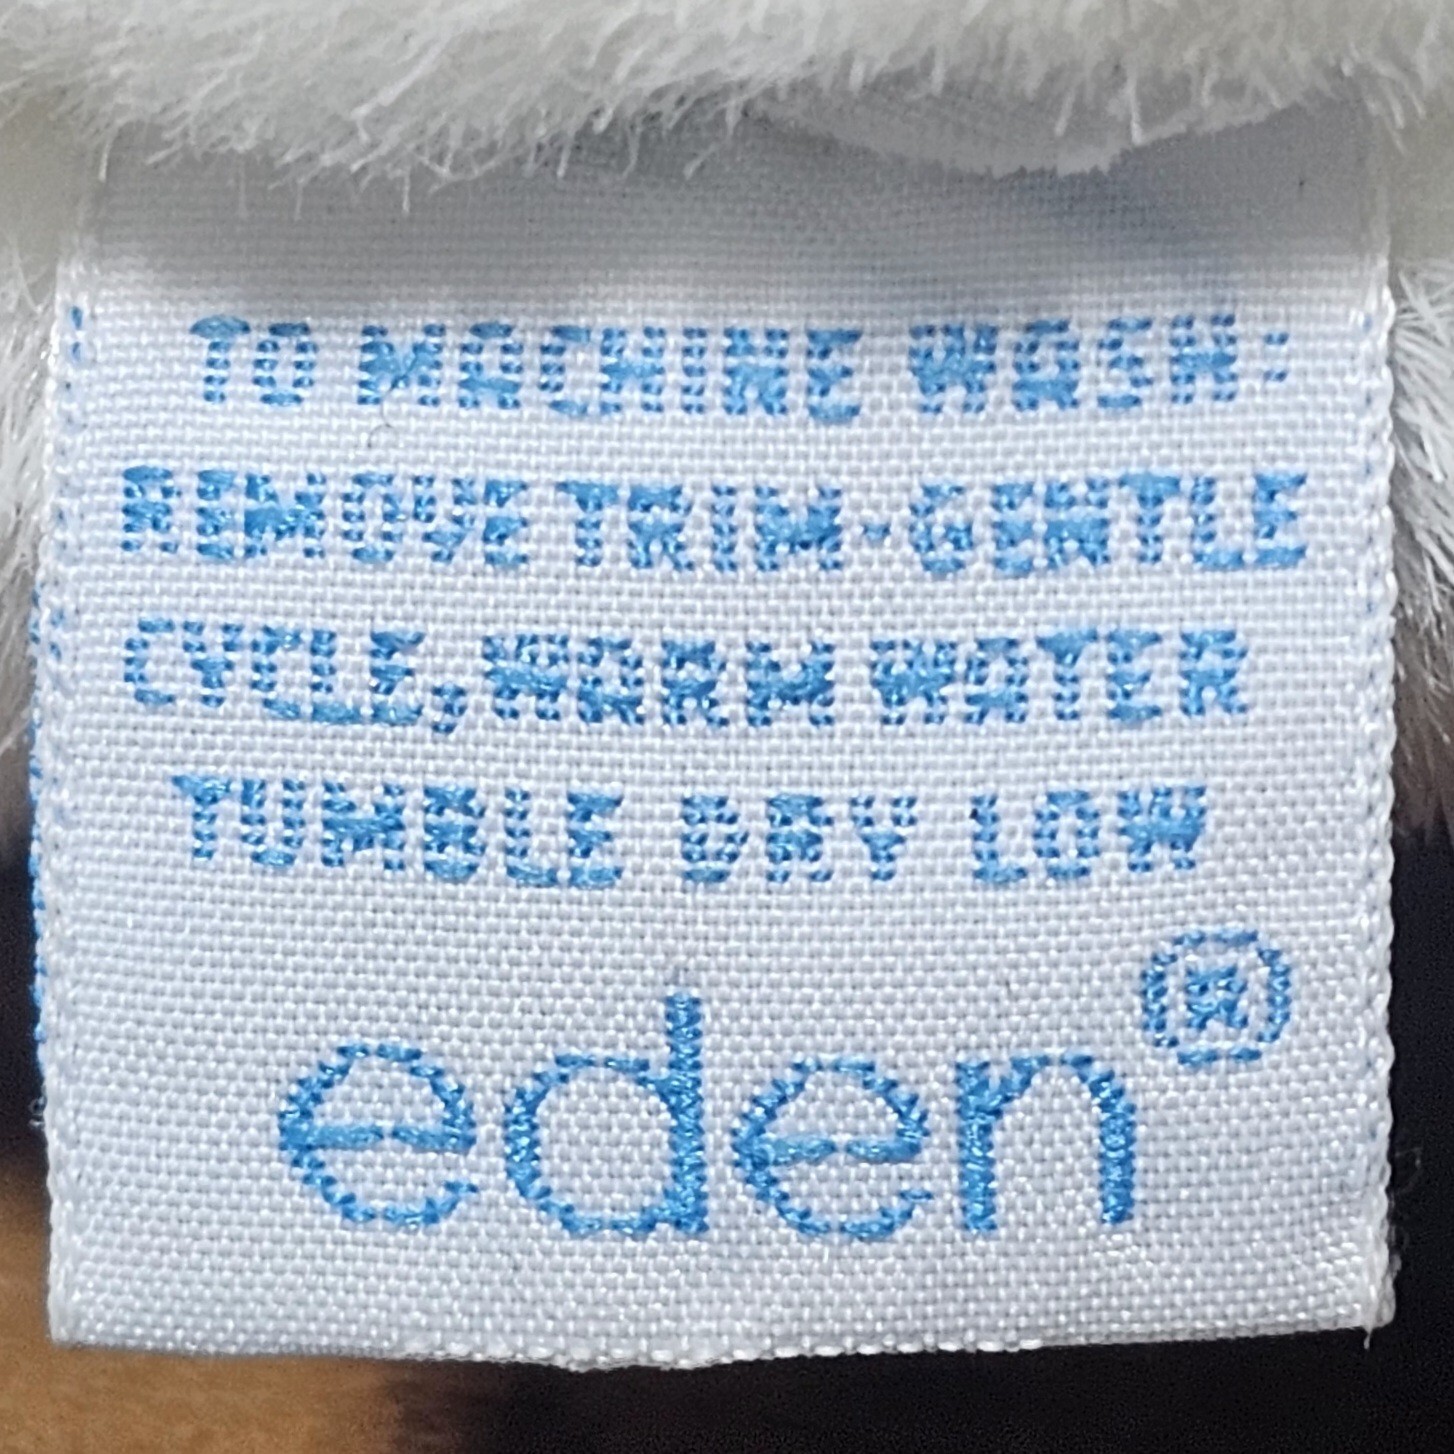 TO MACHINE WASH:
REMOVE TRIM-GENTLE
CYCLE, WARM WATER
TUMBLE DRY LOW
eden®